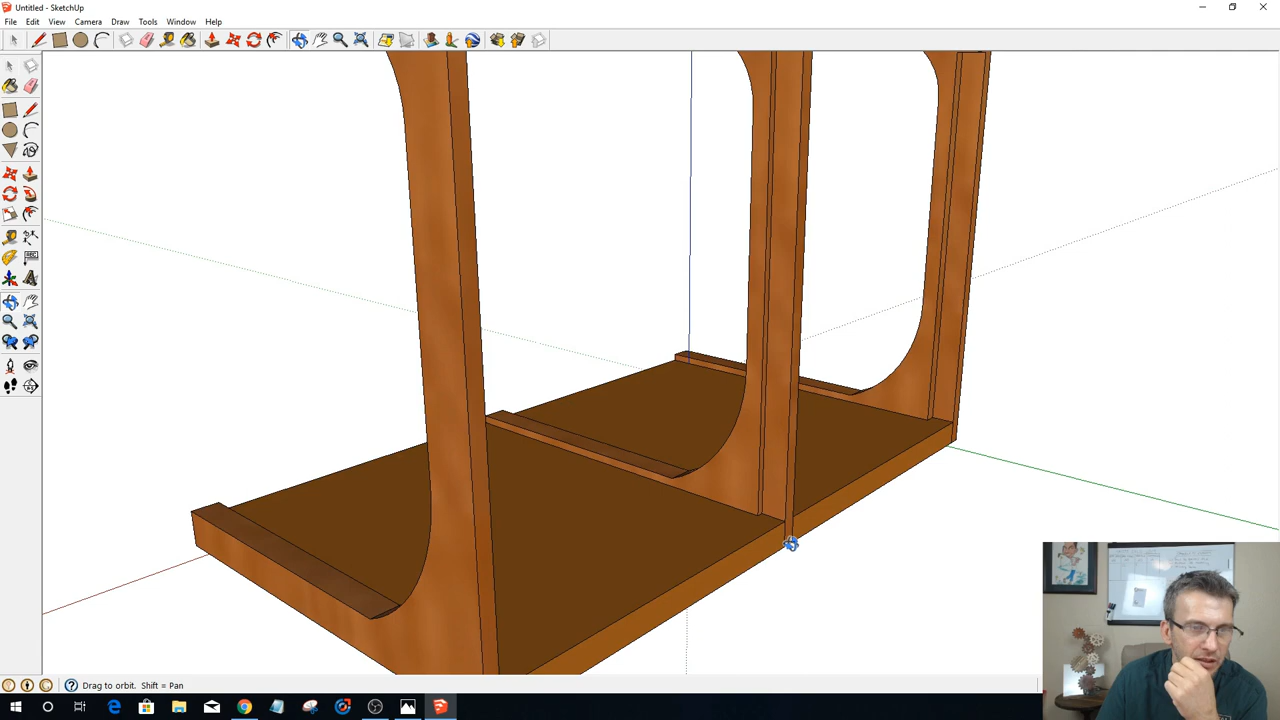 Untitled - SketchUp
File Edit View Camera Draw Tools Window Help
Drag to orbit. Shift = Pan